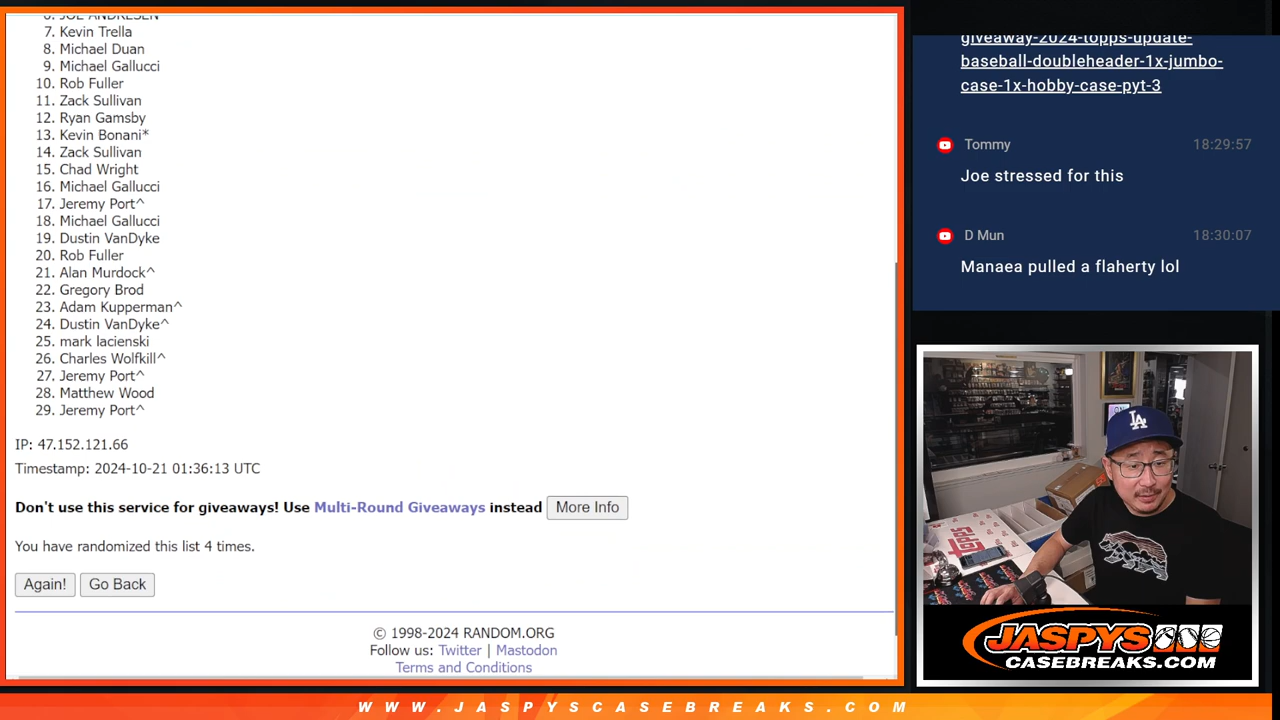 6. JOE ANDRESEN
7. Kevin Trella
8. Michael Duan
9. Michael Gallucci
10. Rob Fuller
11. Zack Sullivan
12. Ryan Gamsby
13. Kevin Bonani*
14. Zack Sullivan
15. Chad Wright
16. Michael Gallucci
17. Jeremy Port^
18. Michael Gallucci
19. Dustin VanDyke
20. Rob Fuller
21. Alan Murdock^
22. Gregory Brod
23. Adam Kupperman^
24. Dustin VanDyke^
25. mark lacienski
26. Charles Wolfkill^
27. Jeremy Port^
28. Matthew Wood
29. Jeremy Port^
IP: 47.152.121.66
Timestamp: 2024-10-21 01:36:13 UTC
Don't use this service for giveaways! Use Multi-Round Giveaways instead More Info
You have randomized this list 4 times.
Again! Go Back
© 1998-2024 RANDOM.ORG
Follow us: Twitter | Mastodon
Terms and Conditions
giveaway-2024-topps-update-
baseball-doubleheader-1x-jumbo-
case-1x-hobby-case-pyt-3
Tommy 18:29:57
Joe stressed for this
D Mun 18:30:07
Manaea pulled a flaherty lol
LA
topps
JASPYS
CASEBREAKS.COM
WWW.JASPYSCASEBREAKS.COM